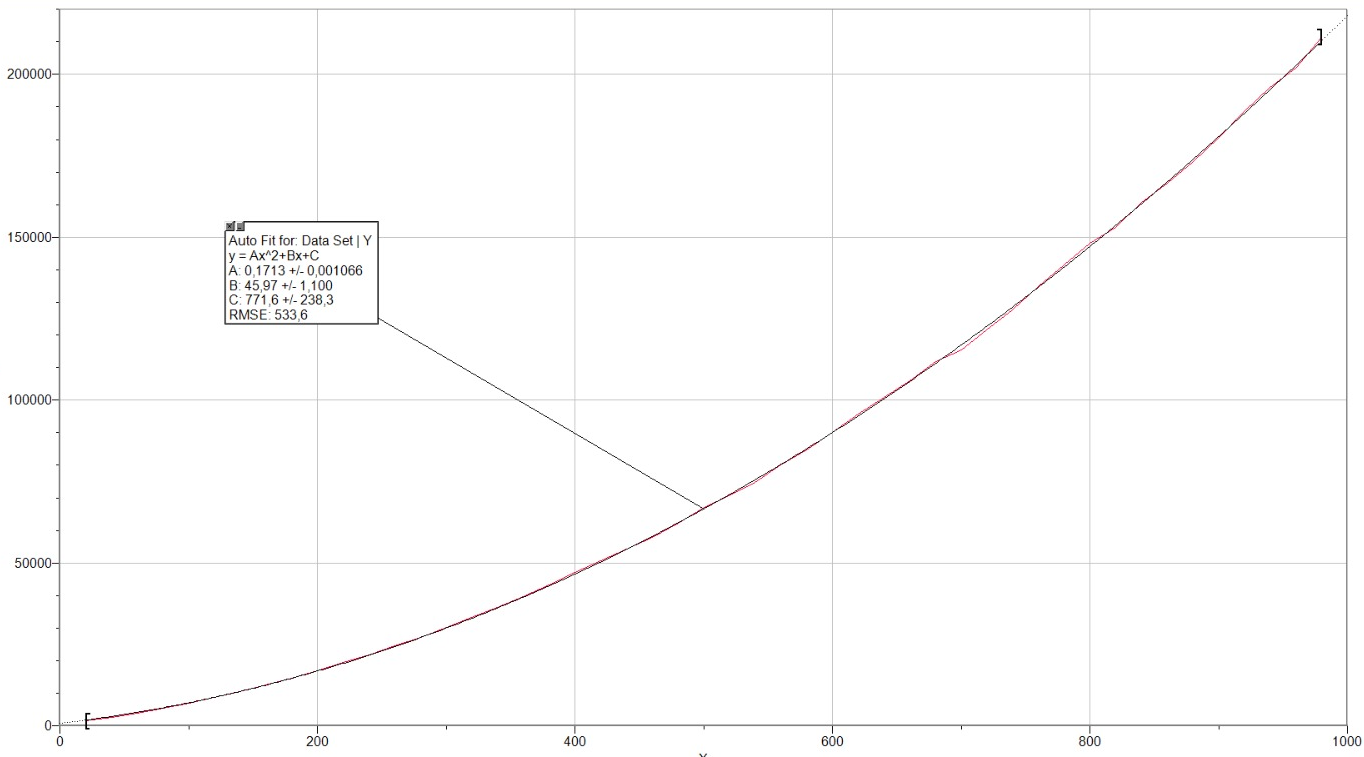 200000
150000
Auto Fit for: Data Set | Y
y = Ax^2+Bx+C
A: 0,1713 +/- 0,001066
B: 45,97 +/- 1,100
C: 771,6 +/- 238,3
RMSE: 533,6
100000
50000
0
0 200 400 600 800 1000